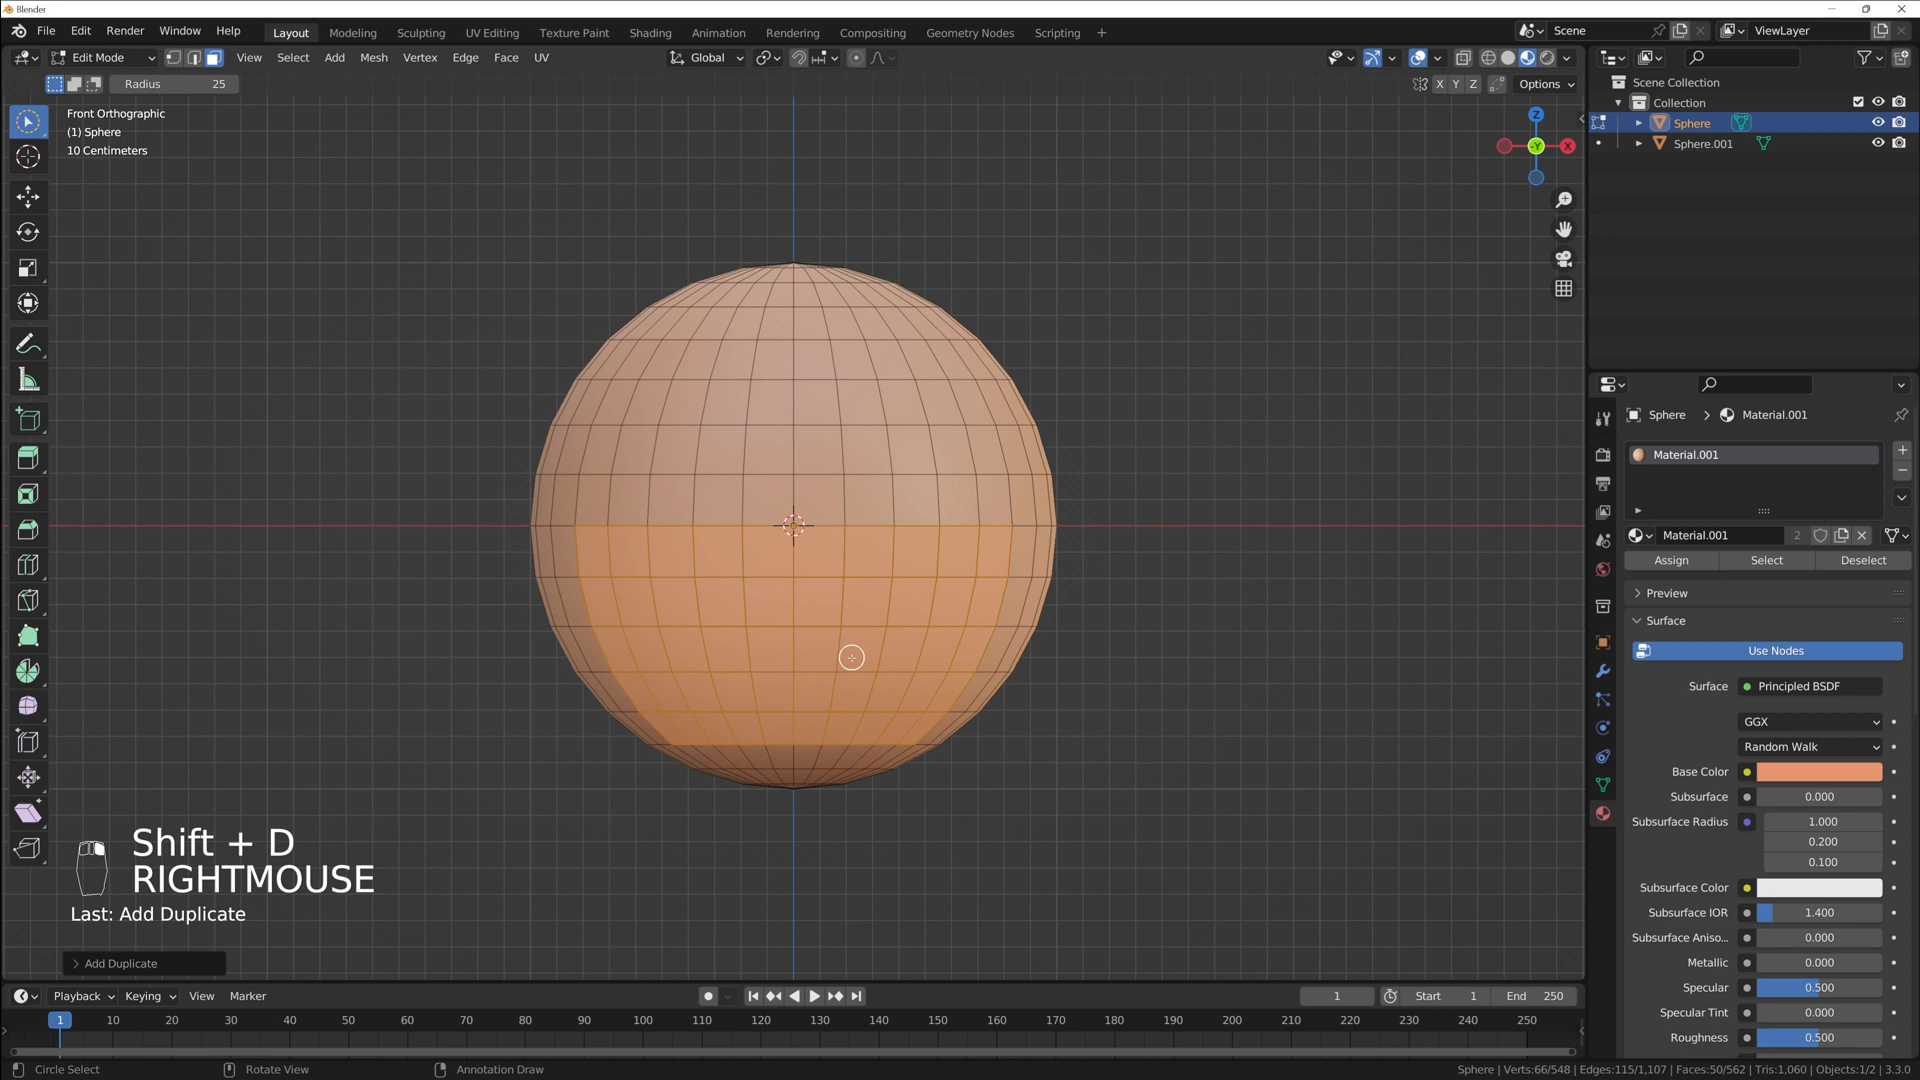 Blender
File Edit Render Window Help
Layout Modeling Sculpting UV Editing Texture Paint Shading Animation Rendering Compositing Geometry Nodes Scripting +
Scene
ViewLayer
Edit Mode View Select Add Mesh Vertex Edge Face UV
Global
Radius 25
X Y Z Options
Front Orthographic
(1) Sphere
10 Centimeters
Z
-Y
X
Scene Collection
Collection
Sphere
Sphere.001
Sphere > Material.001
Material.001
Material.001 2
Assign Select Deselect
Preview
Surface
Use Nodes
Surface Principled BSDF
GGX
Random Walk
Base Color
Subsurface 0.000
Subsurface Radius 1.000
0.200
0.100
Subsurface Color
Subsurface IOR 1.400
Subsurface Aniso... 0.000
Metallic 0.000
Specular 0.500
Specular Tint 0.000
Roughness 0.500
Shift + D
RIGHTMOUSE
Last: Add Duplicate
> Add Duplicate
Playback Keying View Marker
1 Start 1 End 250
1 10 20 30 40 50 60 70 80 90 100 110 120 130 140 150 160 170 180 190 200 210 220 230 240 250
Circle Select Rotate View Annotation Draw
Sphere | Verts:66/548 | Edges:115/1,107 | Faces:50/562 | Tris:1,060 | Objects:1/2 | 3.3.0